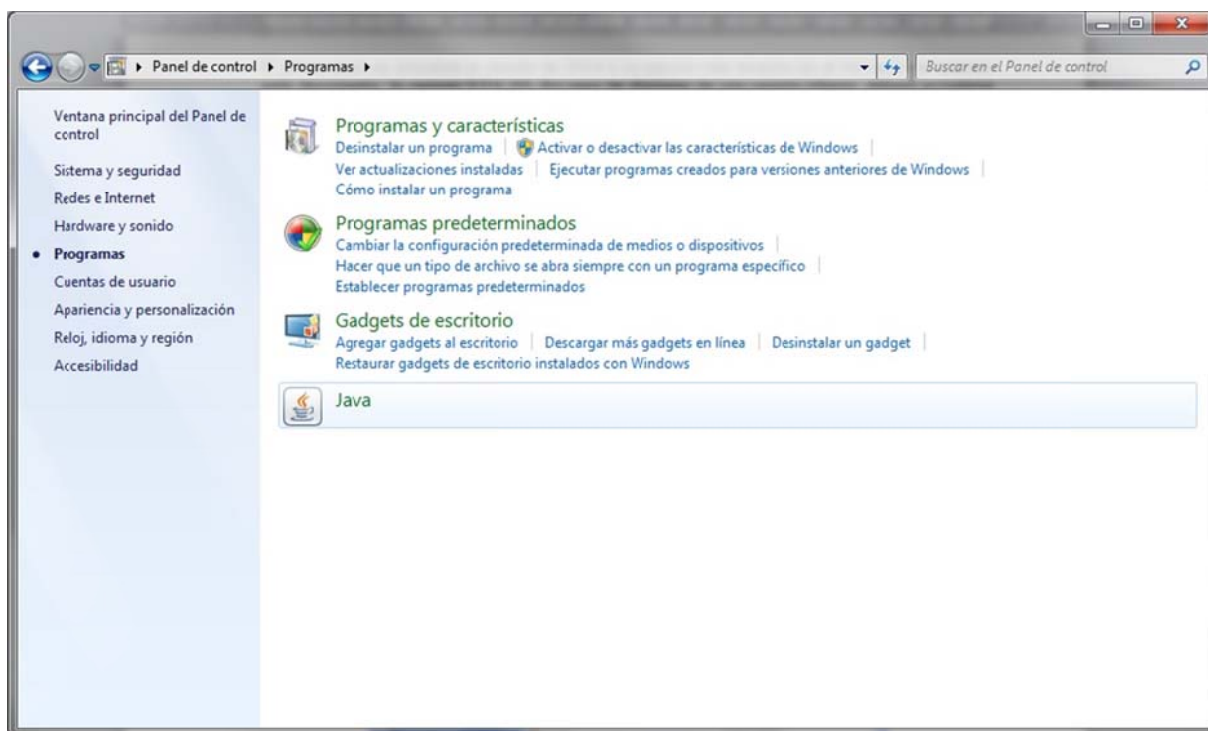 Panel de control Programas
Buscar en el Panel de control
Ventana principal del Panel de
control
Sistema y seguridad
Redes e Internet
Hardware y sonido
Programas
Cuentas de usuario
Apariencia y personalización
Reloj, idioma y región
Accesibilidad
Programas y características
Desinstalar un programa Activar o desactivar las características de Windows
Ver actualizaciones instaladas Ejecutar programas creados para versiones anteriores de Windows
Cómo instalar un programa
Programas predeterminados
Cambiar la configuración predeterminada de medios o dispositivos
Hacer que un tipo de archivo se abra siempre con un programa específico
Establecer programas predeterminados
Gadgets de escritorio
Agregar gadgets al escritorio Descargar más gadgets en línea Desinstalar un gadget
Restaurar gadgets de escritorio instalados con Windows
Java